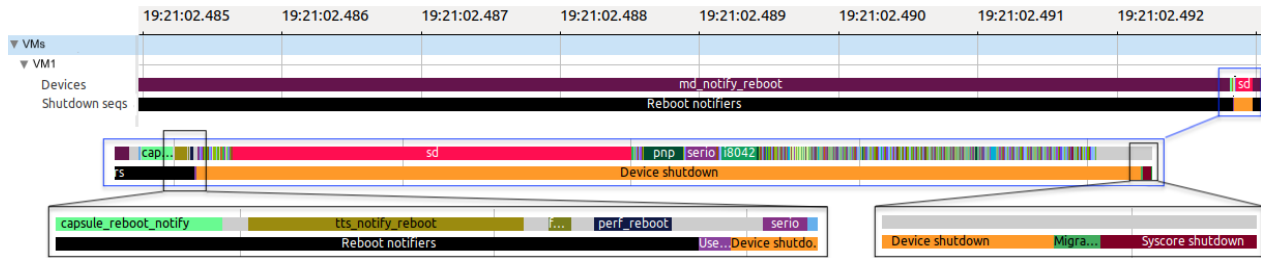 19:21:02.485 19:21:02.486 19:21:02.487 19:21:02.488 19:21:02.489 19:21:02.490 19:21:02.491 19:21:02.492
VMs
VM1
Devices md_notify_reboot sd
Shutdown seqs Reboot notifiers
cap... sd pnp serio i8042
rs Device shutdown
capsule_reboot_notify tts_notify_reboot f... perf_reboot serio
Reboot notifiers Use... Device shutdo.
Device shutdown Migra... Syscore shutdown